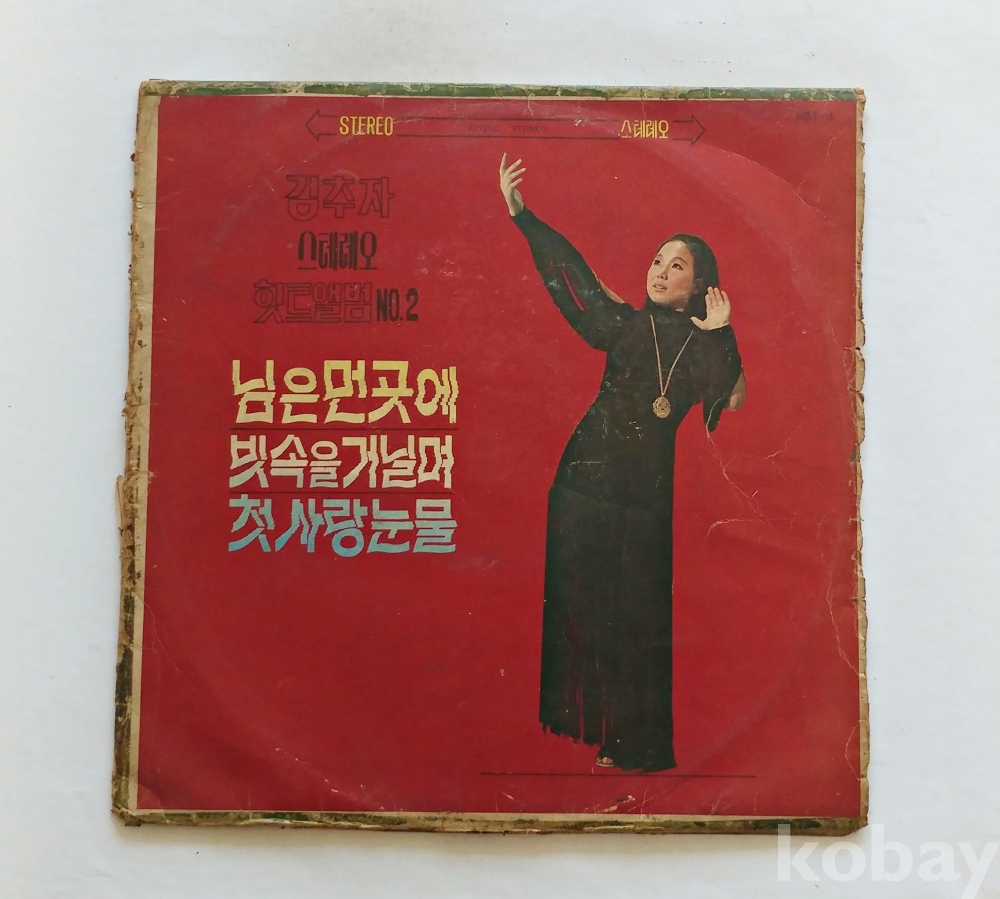 STEREO
스테레오
김추자
스테레오
힛트앨범 NO.2
님은먼곳에
빗속을거닐며
첫사랑눈물
kobay